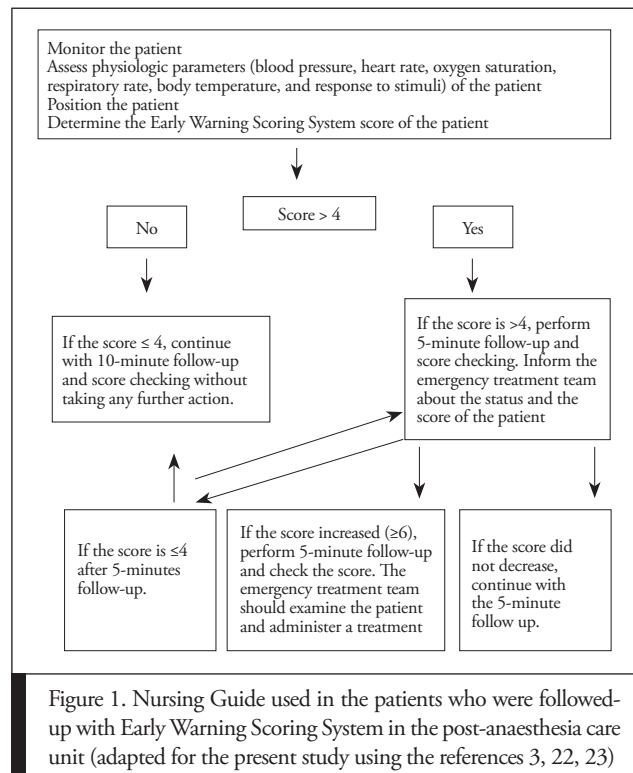 Monitor the patient
Assess physiologic parameters (blood pressure, heart rate, oxygen saturation,
respiratory rate, body temperature, and response to stimuli) of the patient
Position the patient
Determine the Early Warning Scoring System score of the patient
Score > 4
No
Yes
If the score ≤ 4, continue
with 10-minute follow-up
and score checking without
taking any further action.
If the score is >4, perform
5-minute follow-up and
score checking. Inform the
emergency treatment team
about the status and the
score of the patient
If the score is ≤4
after 5-minutes
follow-up.
If the score increased (≥6),
perform 5-minute follow-up
and check the score. The
emergency treatment team
should examine the patient
and administer a treatment
If the score did
not decrease,
continue with
the 5-minute
follow up.
Figure 1. Nursing Guide used in the patients who were followed-
up with Early Warning Scoring System in the post-anaesthesia care
unit (adapted for the present study using the references 3, 22, 23)